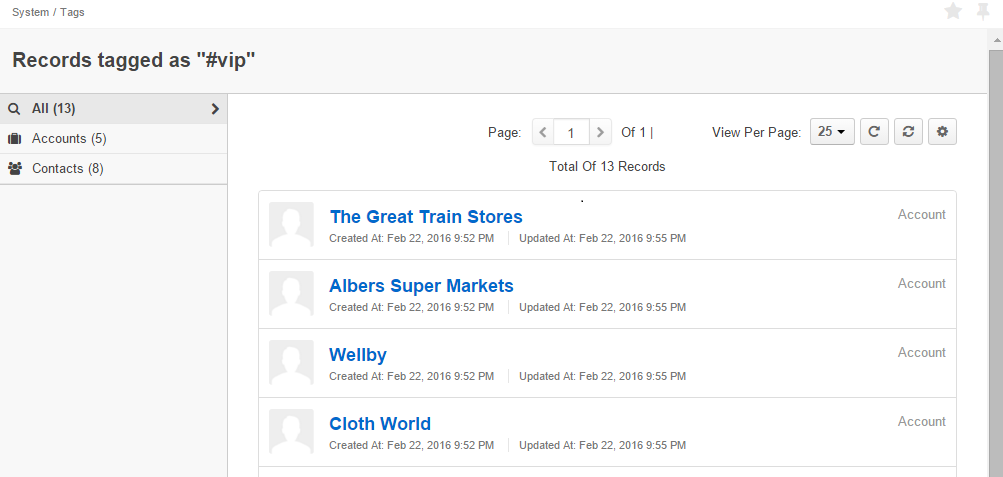 System / Tags
Records tagged as "#vip"
All (13)
Accounts (5)
Contacts (8)
Page: 1 Of 1 | View Per Page: 25
Total Of 13 Records
The Great Train Stores Account
Created At: Feb 22, 2016 9:52 PM Updated At: Feb 22, 2016 9:55 PM
Albers Super Markets Account
Created At: Feb 22, 2016 9:52 PM Updated At: Feb 22, 2016 9:55 PM
Wellby Account
Created At: Feb 22, 2016 9:52 PM Updated At: Feb 22, 2016 9:55 PM
Cloth World Account
Created At: Feb 22, 2016 9:52 PM Updated At: Feb 22, 2016 9:55 PM